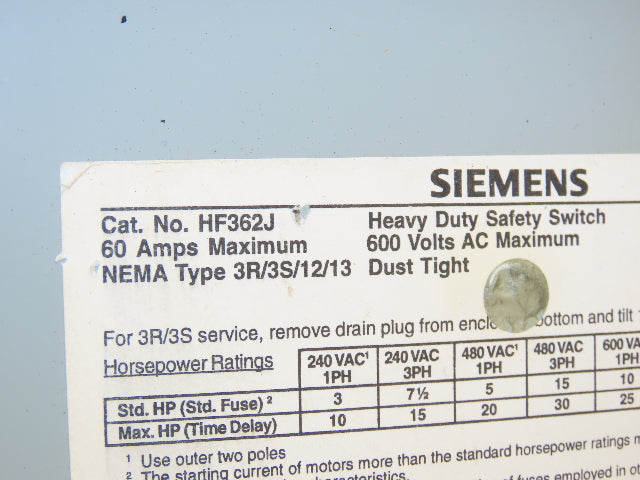 SIEMENS
Cat. No. HF362J Heavy Duty Safety Switch
60 Amps Maximum 600 Volts AC Maximum
NEMA Type 3R/3S/12/13 Dust Tight
For 3R/3S service, remove drain plug from bottom and tilt
Horsepower Ratings 240 VAC¹ 1PH 240 VAC 3PH 480 VAC¹ 1PH 480 VAC 3PH 600 1PH
Std. HP (Std. Fuse) ² 3 7½ 5 15 10
Max. HP (Time Delay) 10 15 20 30 25
¹ Use outer two poles
² The starting current of motors more than the standard horsepower ratings
of fuses employed in